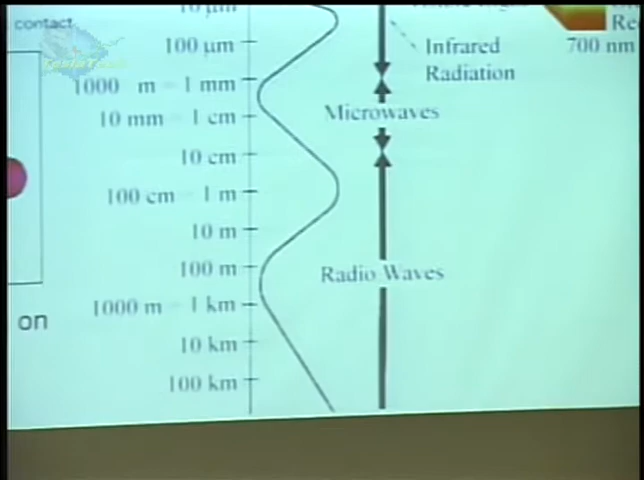 10 μm
contact
100 μm
Infrared
Radiation
700 nm
1000 m – 1 mm
Microwaves
10 mm – 1 cm
10 cm
100 cm – 1 m
10 m
100 m
Radio Waves
1000 m – 1 km
on
10 km
100 km